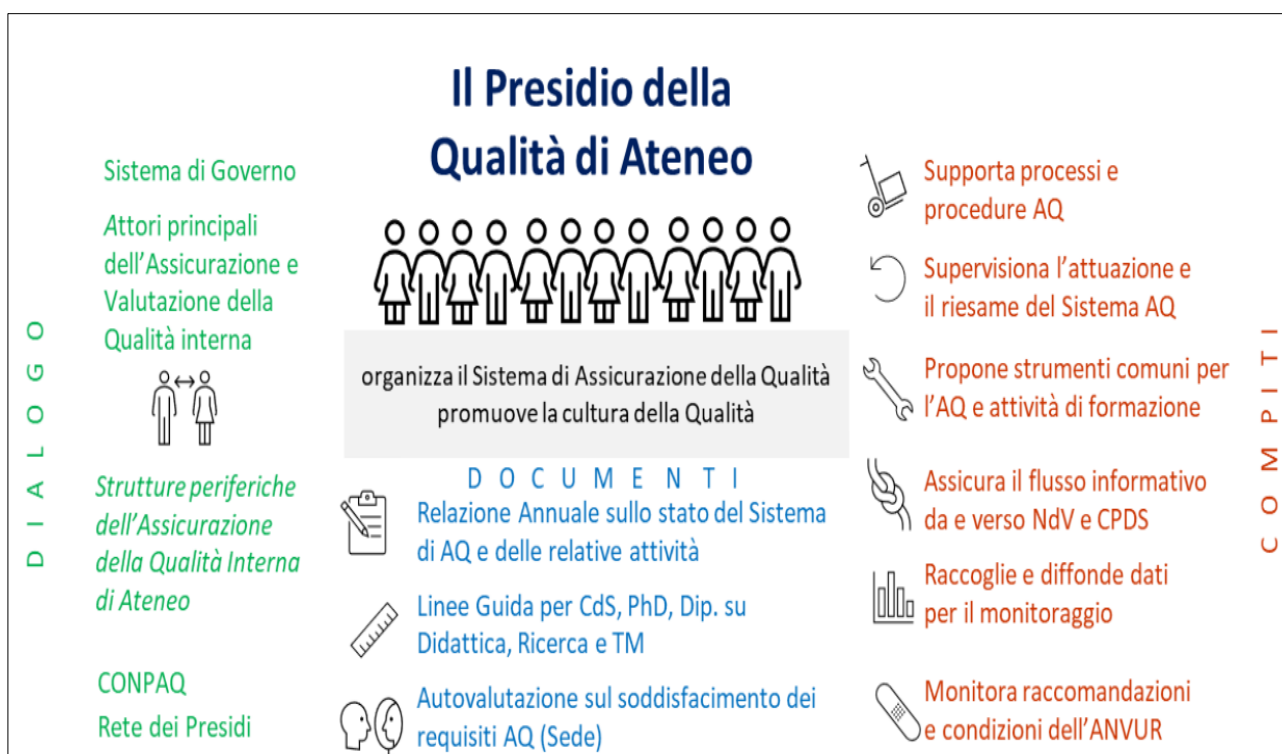 Il Presidio della
Qualità di Ateneo
organizza il Sistema di Assicurazione della Qualità
promuove la cultura della Qualità
DIALOGO
Sistema di Governo
Attori principali
dell'Assicurazione e
Valutazione della
Qualità interna
Strutture periferiche
dell'Assicurazione
della Qualità Interna
di Ateneo
CONPAQ
Rete dei Presidi
DOCUMENTI
Relazione Annuale sullo stato del Sistema
di AQ e delle relative attività
Linee Guida per CdS, PhD, Dip. su
Didattica, Ricerca e TM
Autovalutazione sul soddisfacimento dei
requisiti AQ (Sede)
COMPITI
Supporta processi e
procedure AQ
Supervisiona l'attuazione e
il riesame del Sistema AQ
Propone strumenti comuni per
l'AQ e attività di formazione
Assicura il flusso informativo
da e verso NdV e CPDS
Raccoglie e diffonde dati
per il monitoraggio
Monitora raccomandazioni
e condizioni dell'ANVUR